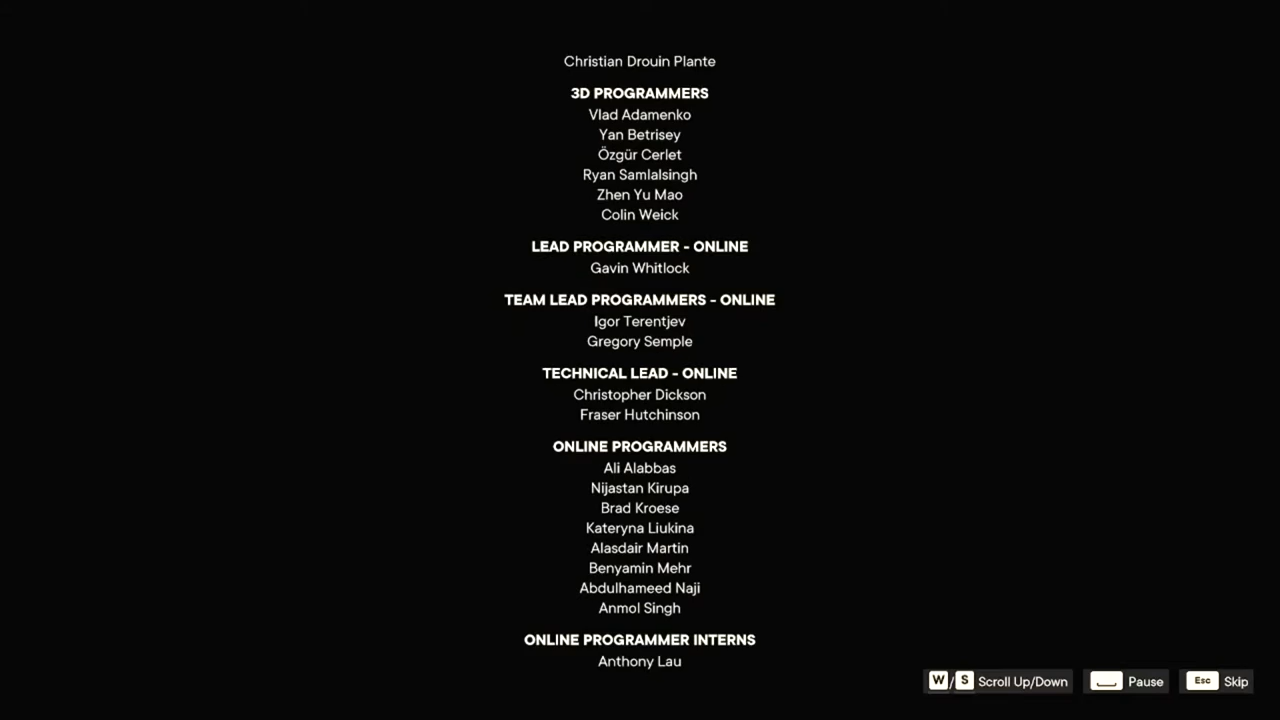 Christian Drouin Plante
3D PROGRAMMERS
Vlad Adamenko
Yan Betrisey
Özgür Cerlet
Ryan Samlalsingh
Zhen Yu Mao
Colin Weick
LEAD PROGRAMMER - ONLINE
Gavin Whitlock
TEAM LEAD PROGRAMMERS - ONLINE
Igor Terentjev
Gregory Semple
TECHNICAL LEAD - ONLINE
Christopher Dickson
Fraser Hutchinson
ONLINE PROGRAMMERS
Ali Alabbas
Nijastan Kirupa
Brad Kroese
Kateryna Liukina
Alasdair Martin
Benyamin Mehr
Abdulhameed Naji
Anmol Singh
ONLINE PROGRAMMER INTERNS
Anthony Lau
W / S Scroll Up/Down Pause Esc Skip